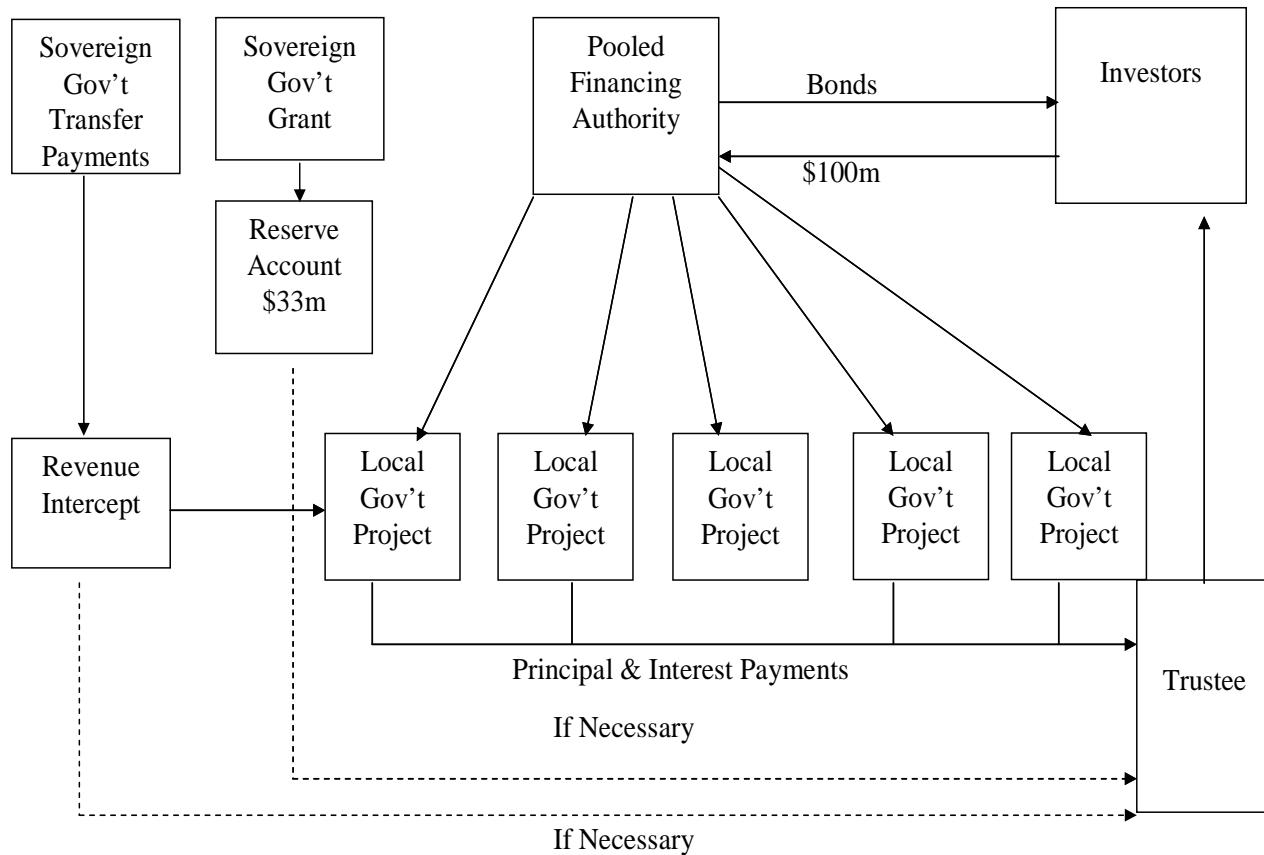 Sovereign
Gov't
Transfer
Payments
Sovereign
Gov't
Grant
Pooled
Financing
Authority
Investors
Bonds
$100m
Reserve
Account
$33m
Revenue
Intercept
Local
Gov't
Project
Local
Gov't
Project
Local
Gov't
Project
Local
Gov't
Project
Local
Gov't
Project
Principal & Interest Payments
Trustee
If Necessary
If Necessary